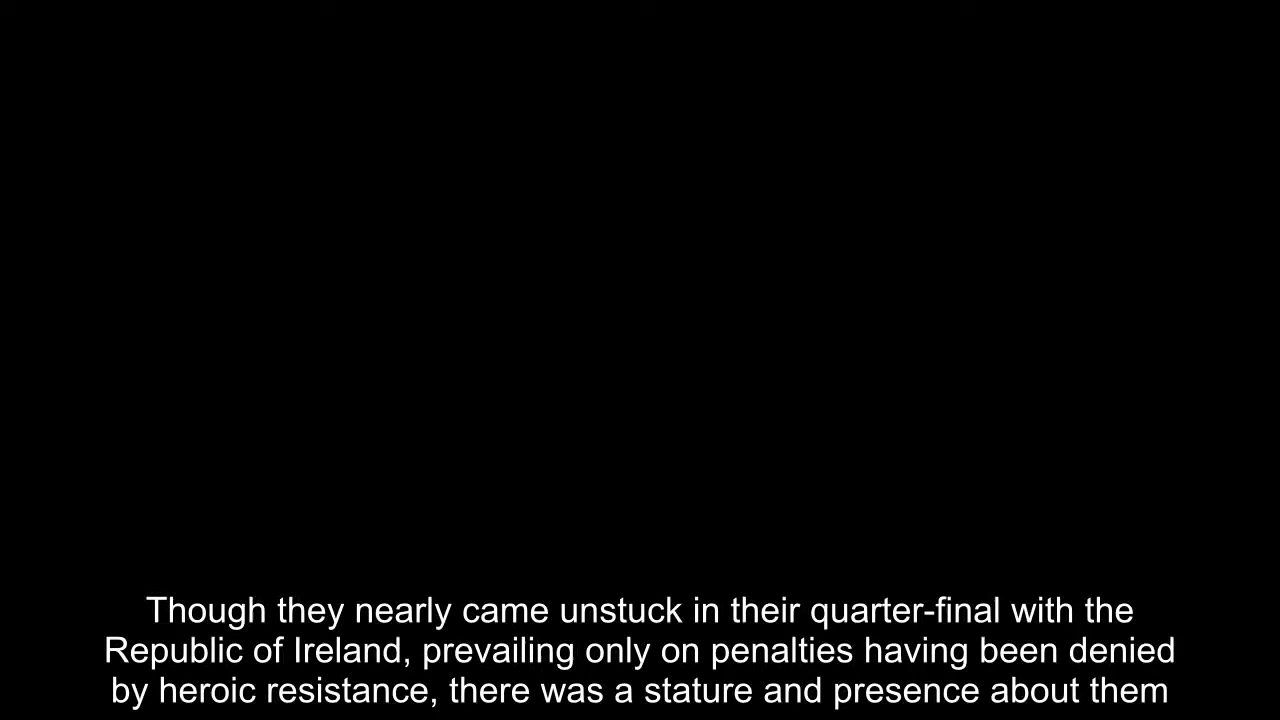 Though they nearly came unstuck in their quarter-final with the
Republic of Ireland, prevailing only on penalties having been denied
by heroic resistance, there was a stature and presence about them